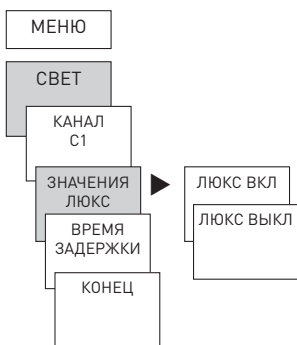 МЕНЮ
СВЕТ
КАНАЛ
C1
ЗНАЧЕНИЯ
ЛЮКС
ЛЮКС ВКЛ
ЛЮКС ВЫКЛ
ВРЕМЯ
ЗАДЕРЖКИ
КОНЕЦ